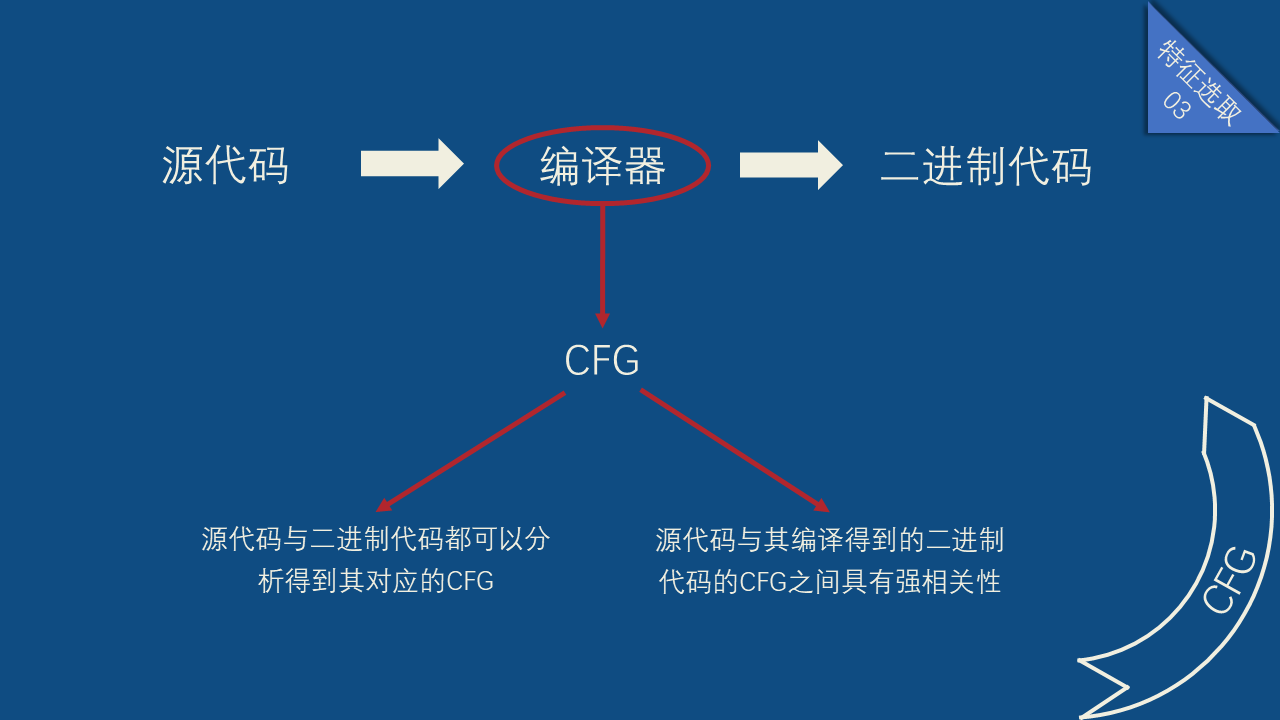 特征选取
03
源代码
编译器
二进制代码
CFG
源代码与二进制代码都可以分
析得到其对应的CFG
源代码与其编译得到的二进制
代码的CFG之间具有强相关性
CFG